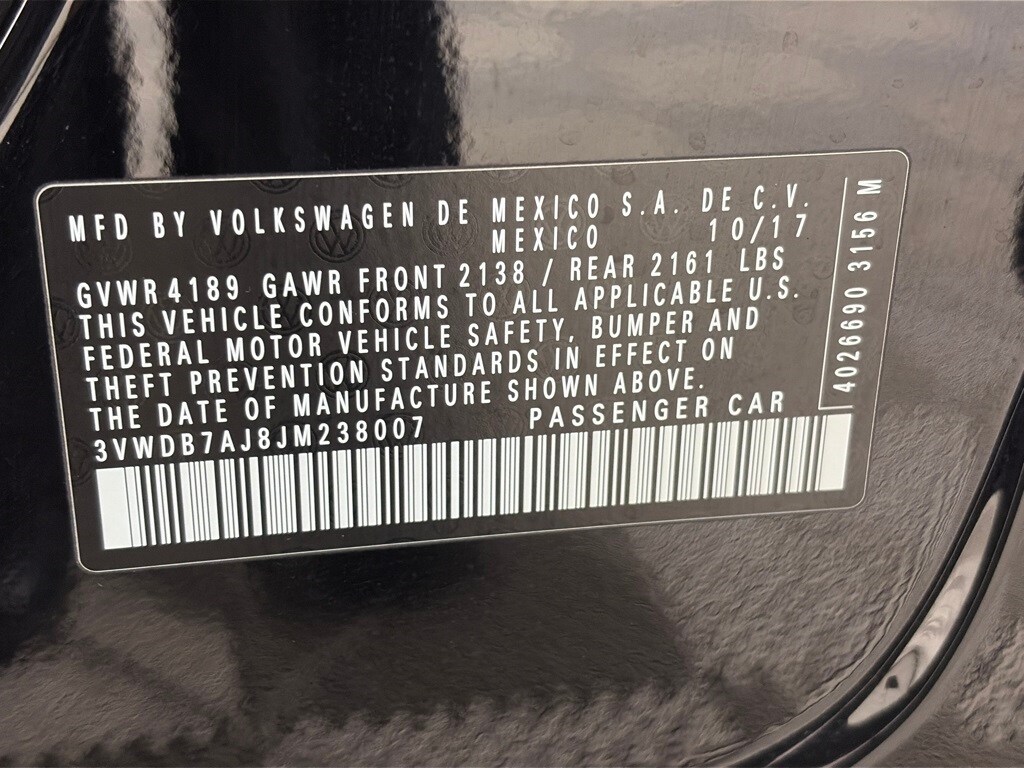 MFD BY VOLKSWAGEN DE MEXICO S.A. DE C.V.
MEXICO 10/17
GVWR 4189 GAWR FRONT 2138 / REAR 2161 LBS
THIS VEHICLE CONFORMS TO ALL APPLICABLE U.S.
FEDERAL MOTOR VEHICLE SAFETY, BUMPER AND
THEFT PREVENTION STANDARDS IN EFFECT ON
THE DATE OF MANUFACTURE SHOWN ABOVE.
3VWDB7AJ8JM238007 PASSENGER CAR
4026690 3156 M